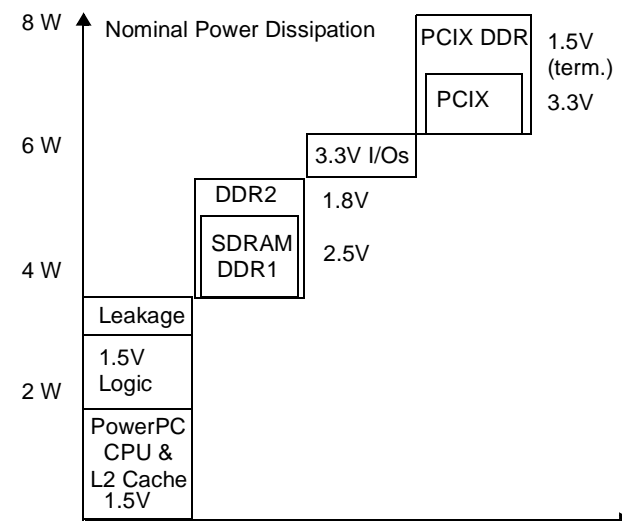 8 W
Nominal Power Dissipation
PCIX DDR
1.5V
(term.)
PCIX
3.3V
6 W
3.3V I/Os
DDR2
1.8V
SDRAM
DDR1
2.5V
4 W
Leakage
1.5V
Logic
2 W
PowerPC
CPU &
L2 Cache
1.5V